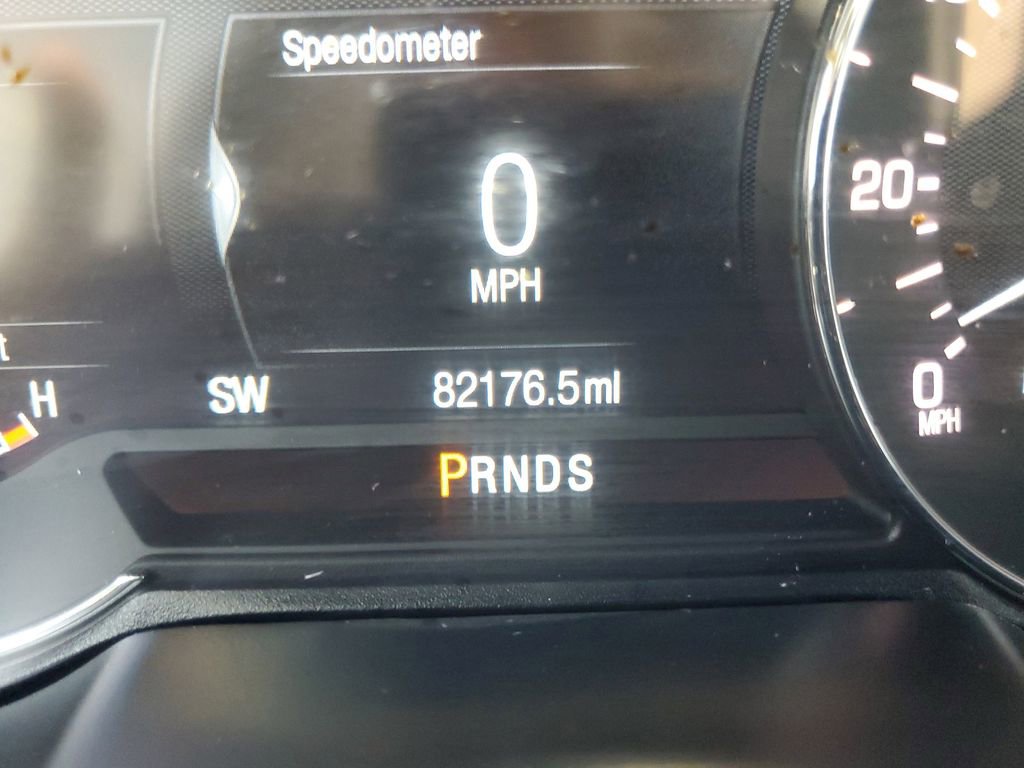 Speedometer
0
MPH
20
t
H
SW
82176.5mi
0
MPH
PRNDS